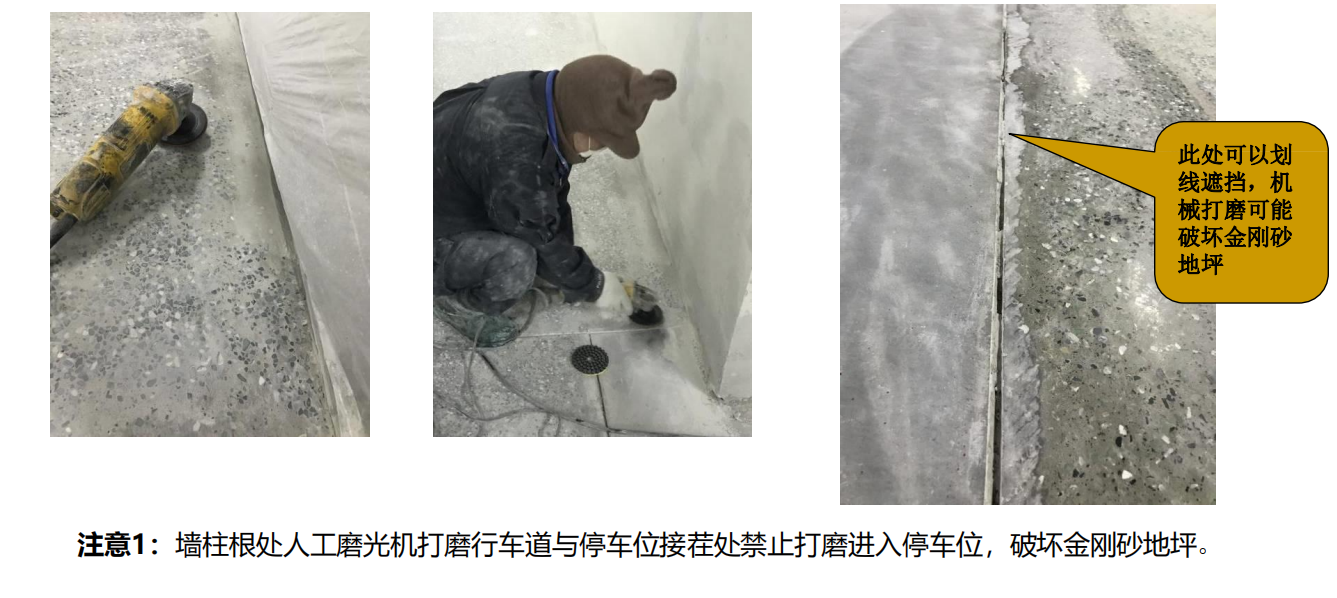 此处可以划
线遮挡，机
械打磨可能
破坏金刚砂
地坪
注意1：墙柱根处人工磨光机打磨行车道与停车位接茬处禁止打磨进入停车位，破坏金刚砂地坪。